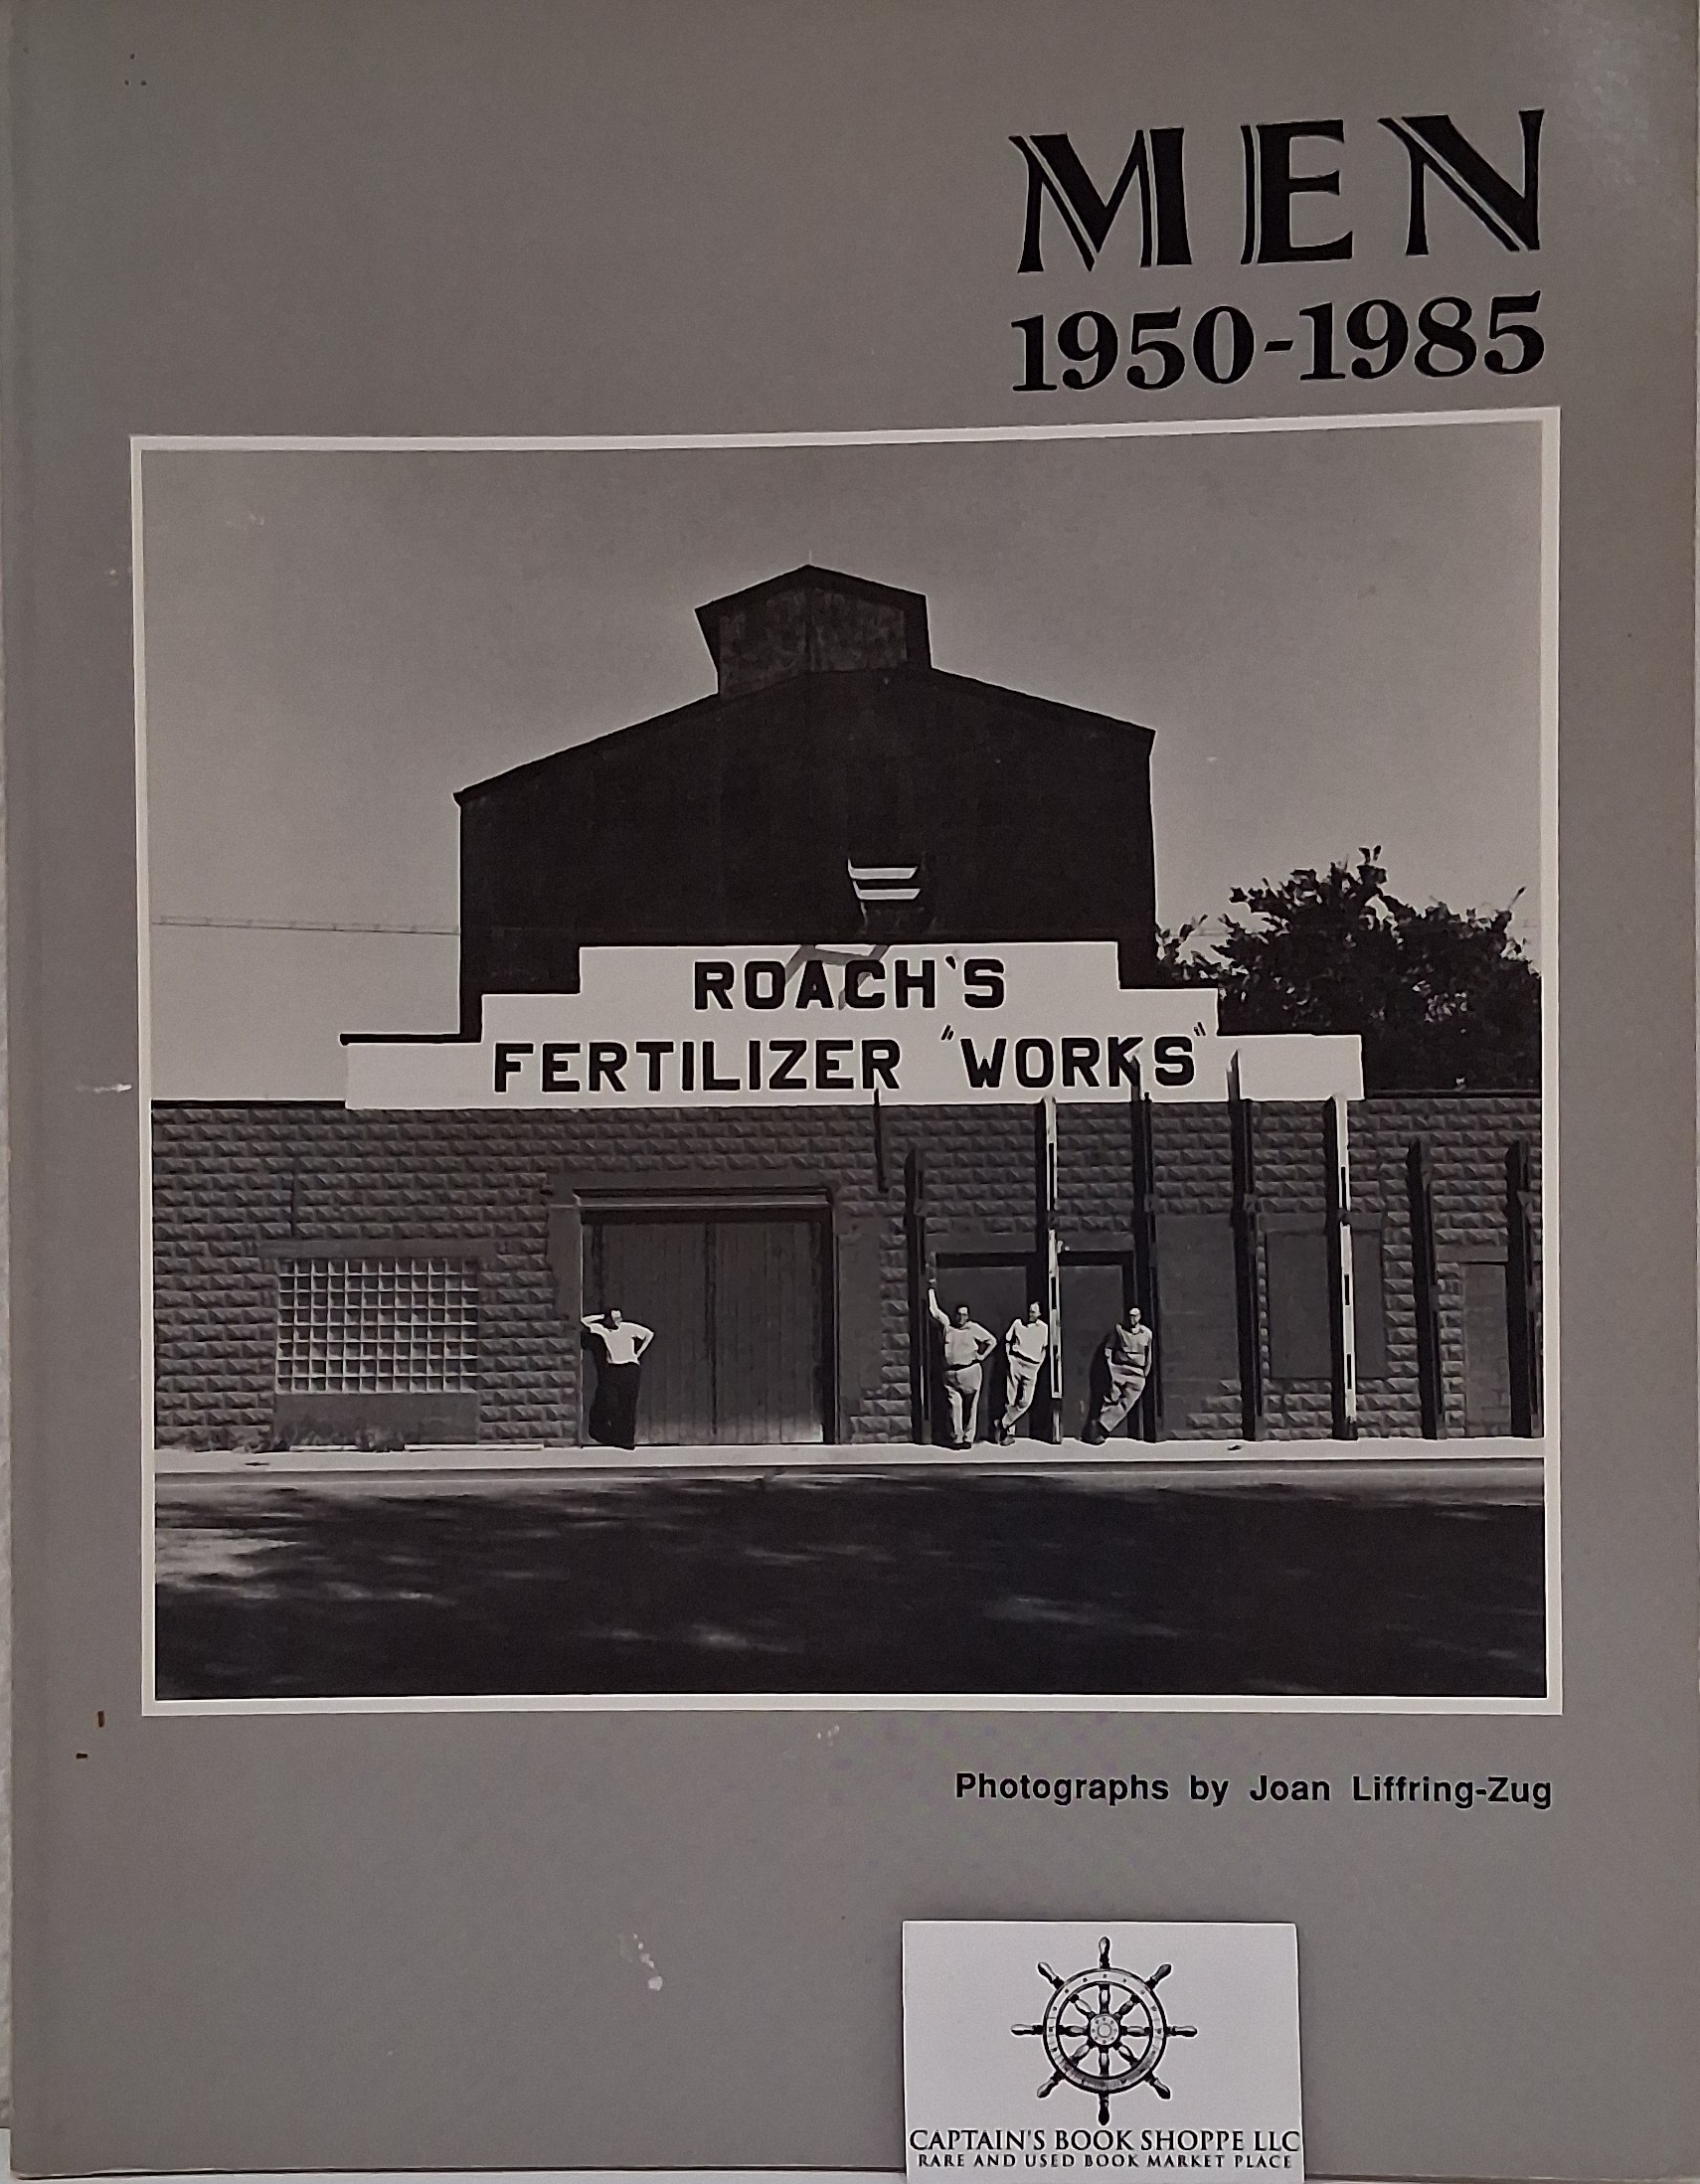 MEN
1950-1985
ROACH'S
FERTILIZER "WORKS"
Photographs by Joan Liffring-Zug
CAPTAIN'S BOOK SHOPPE LLC
RARE AND USED BOOK MARKET PLACE